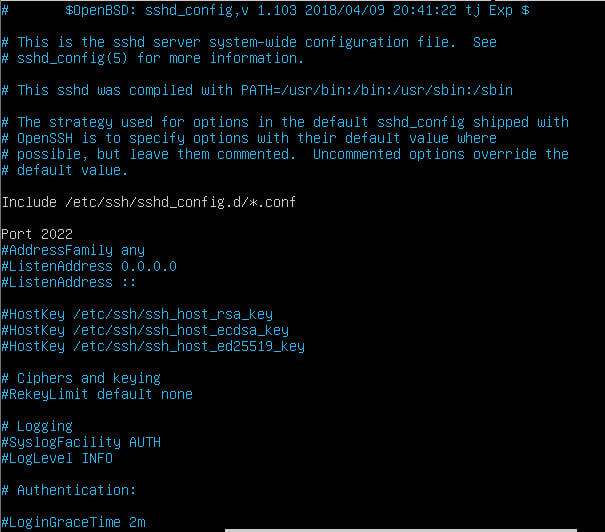 #       $OpenBSD: sshd_config,v 1.103 2018/04/09 20:41:22 tj Exp $
# This is the sshd server system-wide configuration file.  See
# sshd_config(5) for more information.
# This sshd was compiled with PATH=/usr/bin:/bin:/usr/sbin:/sbin
# The strategy used for options in the default sshd_config shipped with
# OpenSSH is to specify options with their default value where
# possible, but leave them commented.  Uncommented options override the
# default value.
Include /etc/ssh/sshd_config.d/*.conf
Port 2022
#AddressFamily any
#ListenAddress 0.0.0.0
#ListenAddress ::
#HostKey /etc/ssh/ssh_host_rsa_key
#HostKey /etc/ssh/ssh_host_ecdsa_key
#HostKey /etc/ssh/ssh_host_ed25519_key
# Ciphers and keying
#RekeyLimit default none
# Logging
#SyslogFacility AUTH
#LogLevel INFO
# Authentication:
#LoginGraceTime 2m